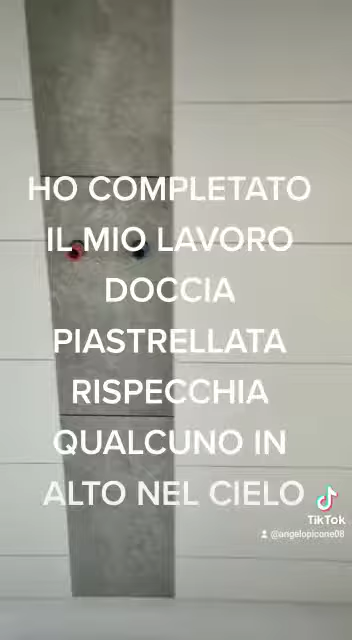 HO COMPLETATO
IL MIO LAVORO
DOCCIA
PIASTRELLATA
RISPECCHIA
QUALCUNO IN
ALTO NEL CIELO
TikTok
@angelopicone08